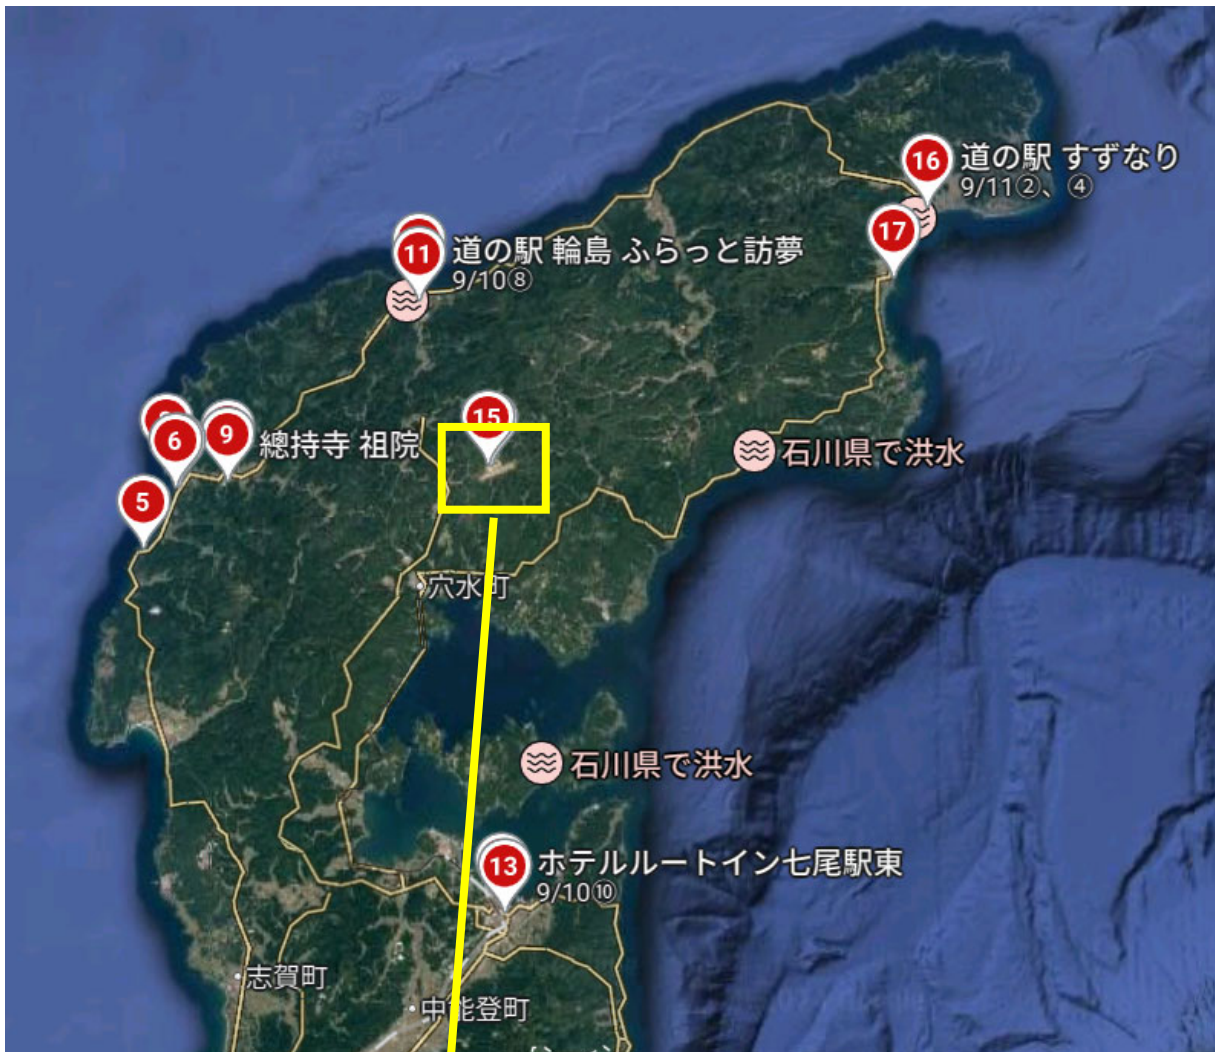 16
道の駅 すずなり
9/11②、④
17
11
道の駅 輪島 ふらっと訪夢
9/10⑧
15
6
9
總持寺 祖院
石川県で洪水
5
穴水町
石川県で洪水
13
ホテルルートイン七尾駅東
9/10⑩
志賀町
中能登町